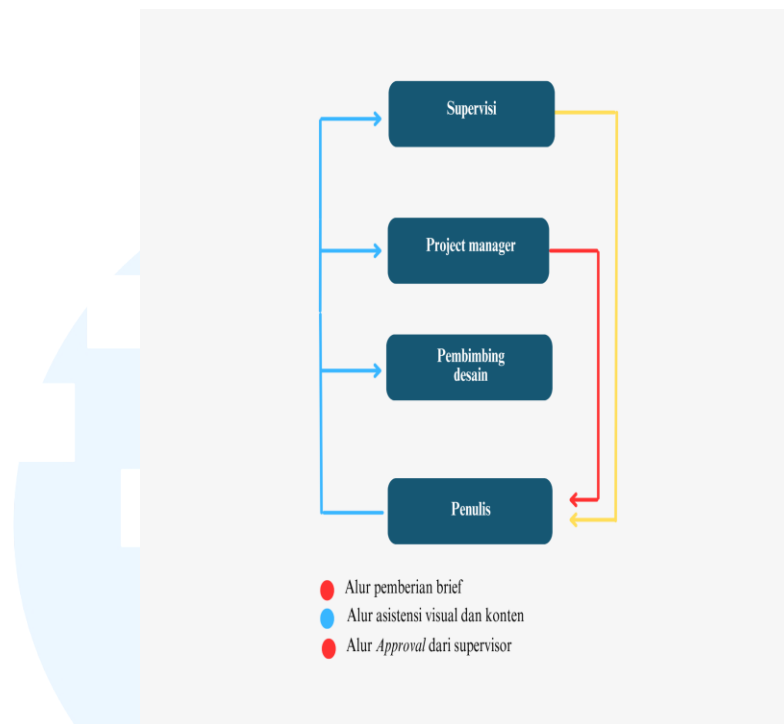 Supervisi
Project manager
Pembimbing
desain
Penulis
Alur pemberian brief
Alur asistensi visual dan konten
Alur Approval dari supervisor